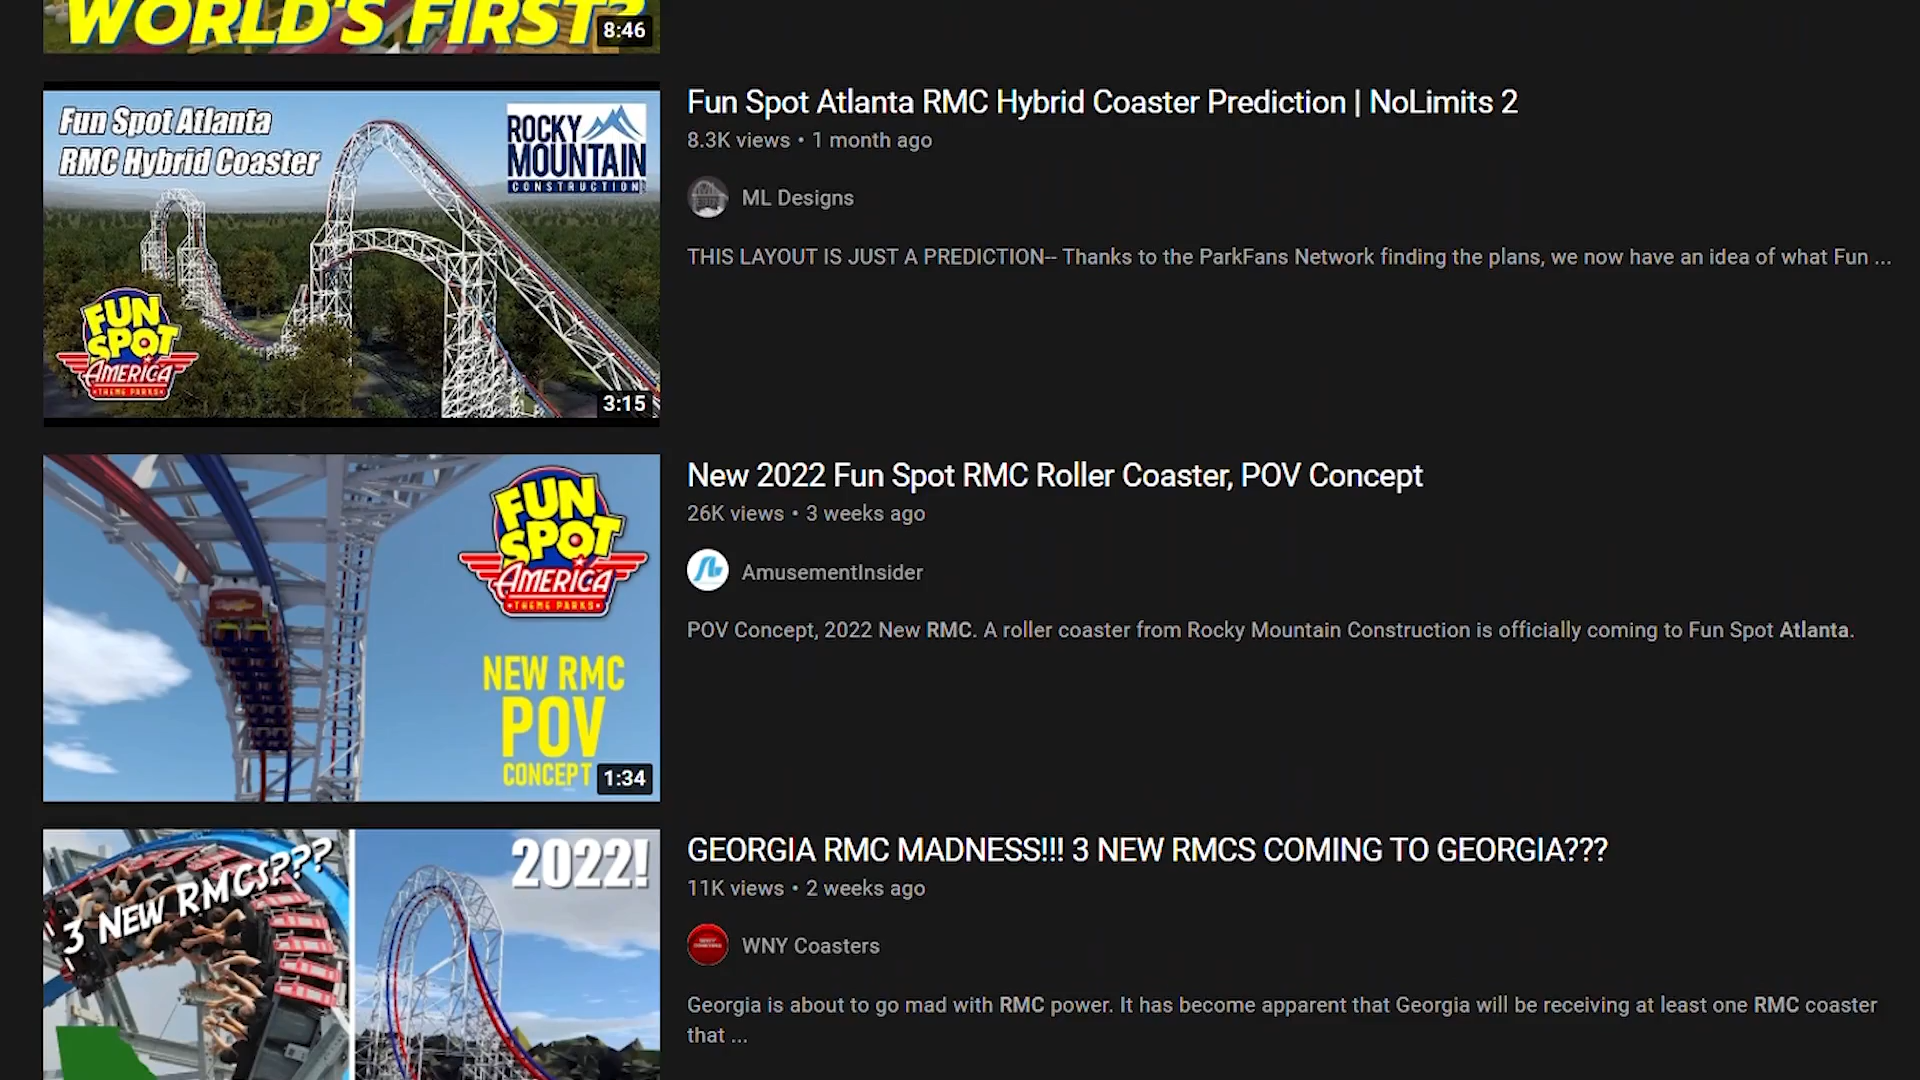 WORLD'S FIRST?
8:46
Fun Spot Atlanta
RMC Hybrid Coaster
ROCKY
MOUNTAIN
CONSTRUCTION
FUN
SPOT
AMERICA
THEME PARKS
3:15
Fun Spot Atlanta RMC Hybrid Coaster Prediction | NoLimits 2
8.3K views • 1 month ago
ML Designs
THIS LAYOUT IS JUST A PREDICTION-- Thanks to the ParkFans Network finding the plans, we now have an idea of what Fun ...
FUN
SPOT
AMERICA
THEME PARKS
NEW RMC
POV
CONCEPT
1:34
New 2022 Fun Spot RMC Roller Coaster, POV Concept
26K views • 3 weeks ago
AmusementInsider
POV Concept, 2022 New RMC. A roller coaster from Rocky Mountain Construction is officially coming to Fun Spot Atlanta.
3 NEW RMCs???
2022!
GEORGIA RMC MADNESS!!! 3 NEW RMCS COMING TO GEORGIA???
11K views • 2 weeks ago
WNY Coasters
Georgia is about to go mad with RMC power. It has become apparent that Georgia will be receiving at least one RMC coaster
that ...